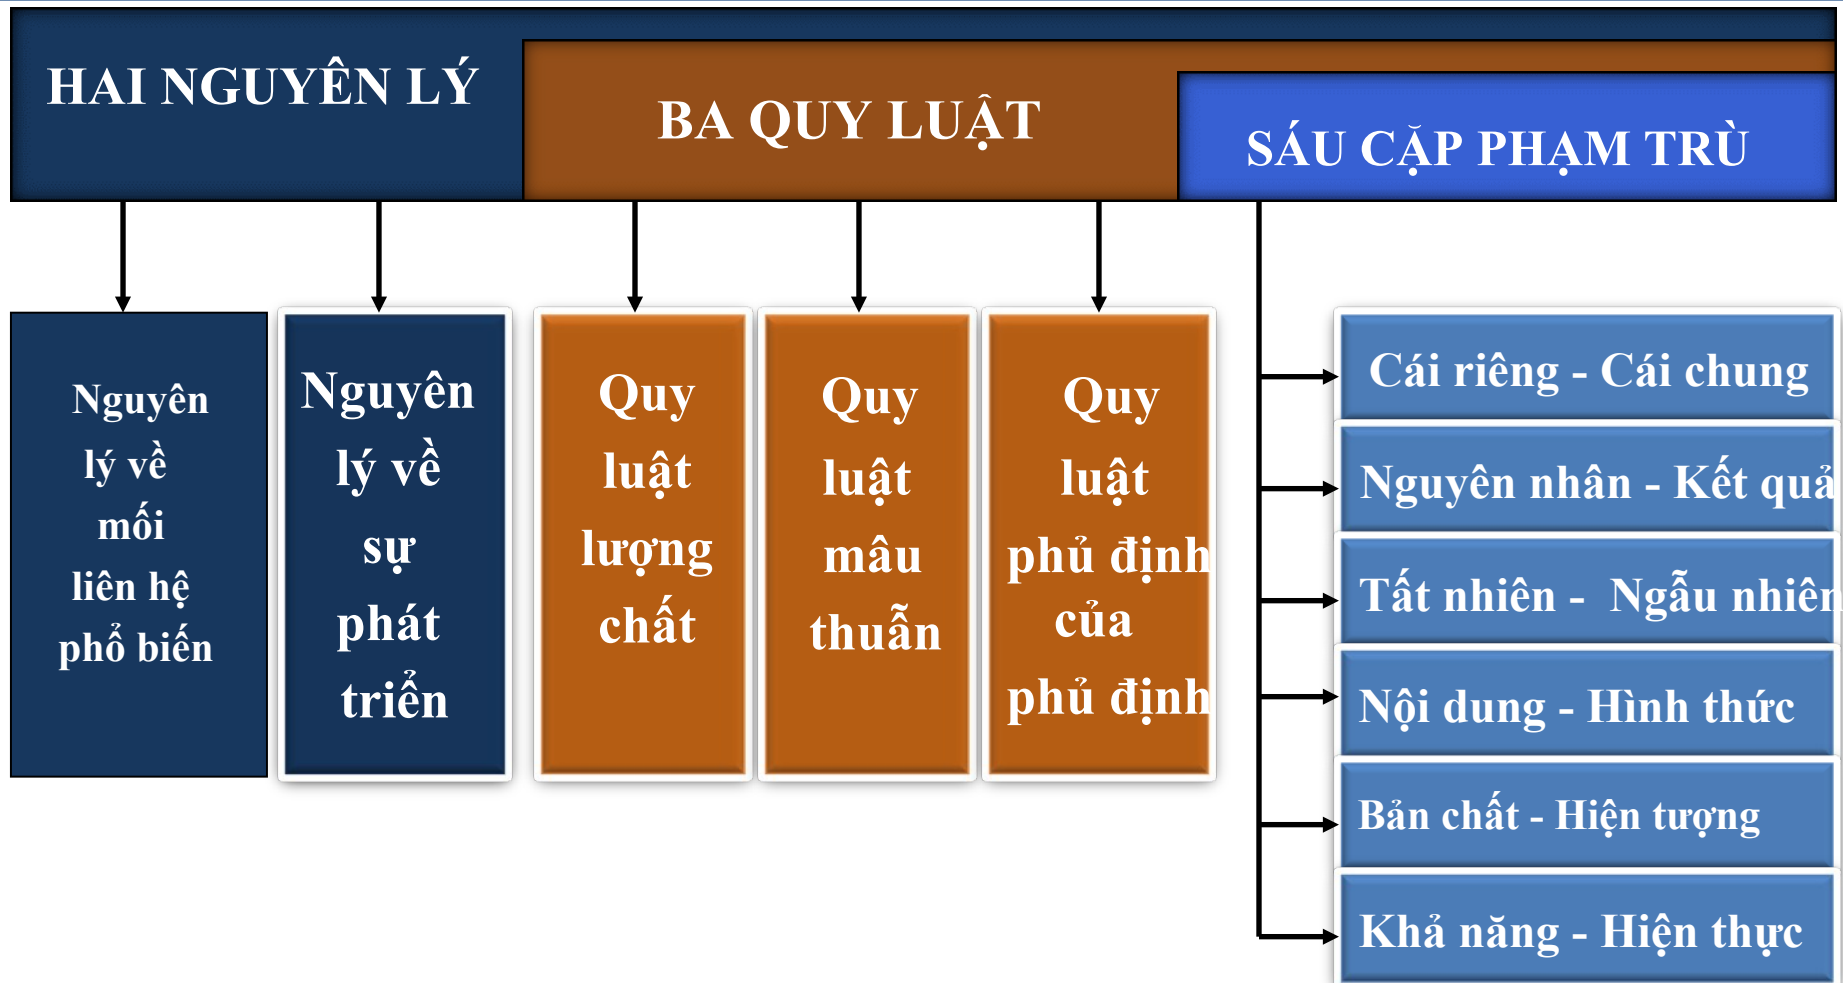 HAI NGUYÊN LÝ
BA QUY LUẬT
SÁU CẶP PHẠM TRÙ
Nguyên
lý về
mối
liên hệ
phổ biến
Nguyên
lý về
sự
phát
triển
Quy
luật
lượng
chất
Quy
luật
mâu
thuẫn
Quy
luật
phủ định
của
phủ định
Cái riêng - Cái chung
Nguyên nhân - Kết quả
Tất nhiên - Ngẫu nhiên
Nội dung - Hình thức
Bản chất - Hiện tượng
Khả năng - Hiện thực